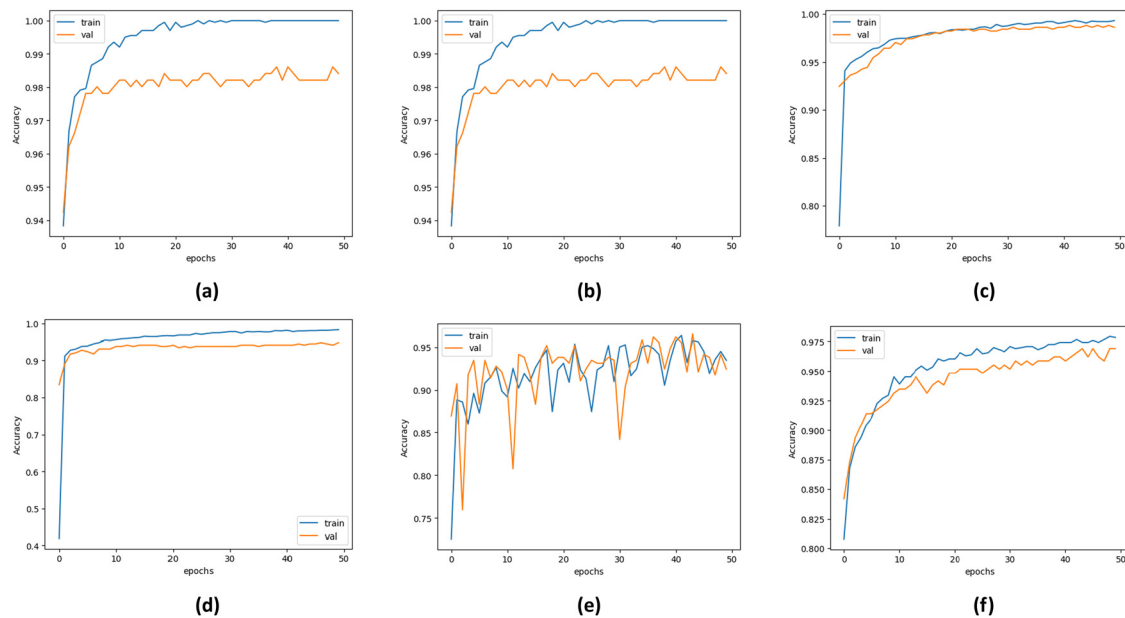 1.00
0.99
0.98
0.97
0.96
0.95
0.94
Accuracy
train
val
0 10 20 30 40 50
epochs
(a)
1.00
0.99
0.98
0.97
0.96
0.95
0.94
Accuracy
train
val
0 10 20 30 40 50
epochs
(b)
1.00
0.95
0.90
0.85
0.80
Accuracy
train
val
0 10 20 30 40 50
epochs
(c)
1.0
0.9
0.8
0.7
0.6
0.5
0.4
Accuracy
train
val
0 10 20 30 40 50
epochs
(d)
0.95
0.90
0.85
0.80
0.75
Accuracy
train
val
0 10 20 30 40 50
epochs
(e)
0.975
0.950
0.925
0.900
0.875
0.850
0.825
0.800
Accuracy
train
val
0 10 20 30 40 50
epochs
(f)